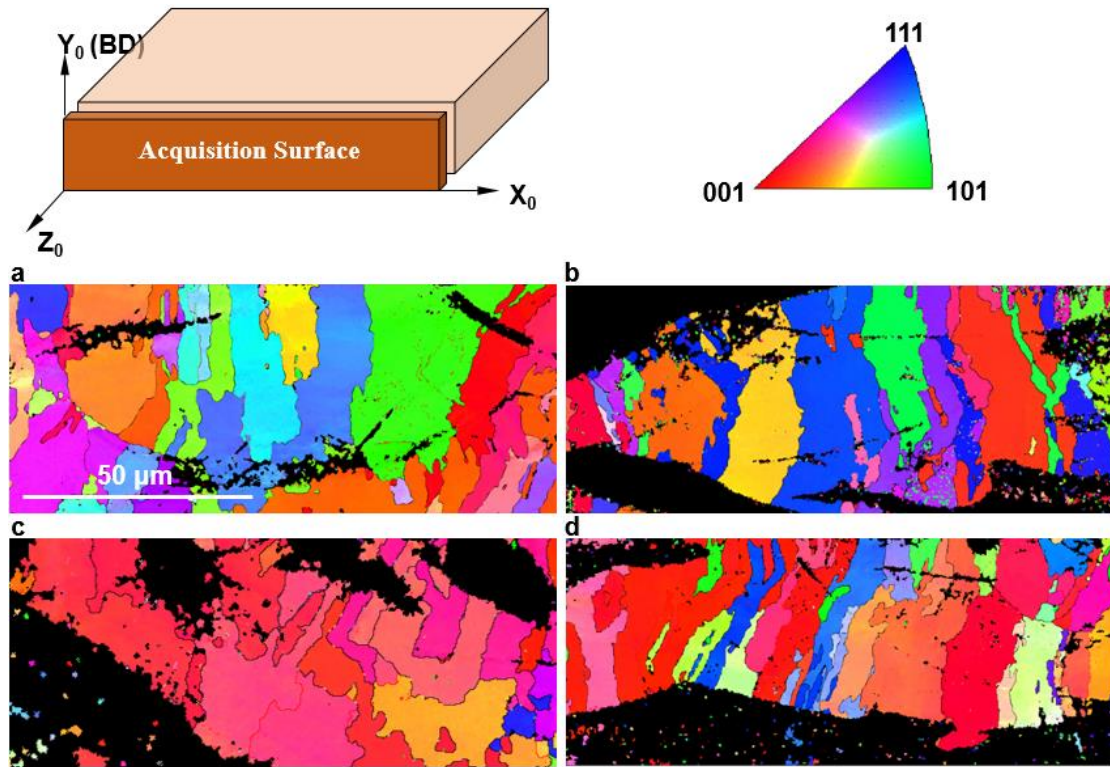 Y₀ (BD)
Acquisition Surface
X₀
Z₀
111
001
101
a
b
50 µm
c
d